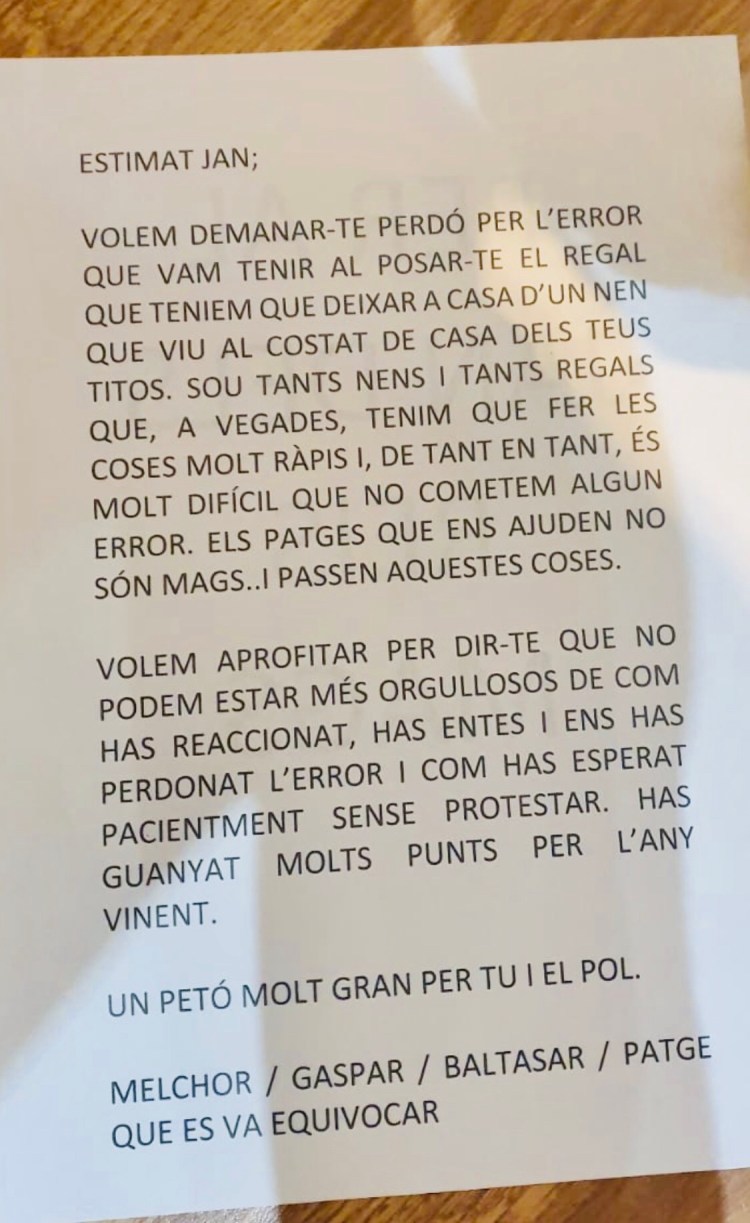 ESTIMAT JAN;
VOLEM DEMANAR-TE PERDÓ PER L'ERROR
QUE VAM TENIR AL POSAR-TE EL REGAL
QUE TENIEM QUE DEIXAR A CASA D'UN NEN
QUE VIU AL COSTAT DE CASA DELS TEUS
TITOS. SOU TANTS NENS I TANTS REGALS
QUE, A VEGADES, TENIM QUE FER LES
COSES MOLT RÀPIS I, DE TANT EN TANT, ÉS
MOLT DIFÍCIL QUE NO COMETEM ALGUN
ERROR. ELS PATGES QUE ENS AJUDEN NO
SÓN MAGS..I PASSEN AQUESTES COSES.
VOLEM APROFITAR PER DIR-TE QUE NO
PODEM ESTAR MÉS ORGULLOSOS DE COM
HAS REACCIONAT, HAS ENTES I ENS HAS
PERDONAT L'ERROR I COM HAS ESPERAT
PACIENTMENT SENSE PROTESTAR. HAS
GUANYAT MOLTS PUNTS PER L'ANY
VINENT.
UN PETÓ MOLT GRAN PER TU I EL POL.
MELCHOR / GASPAR / BALTASAR / PATGE
QUE ES VA EQUIVOCAR